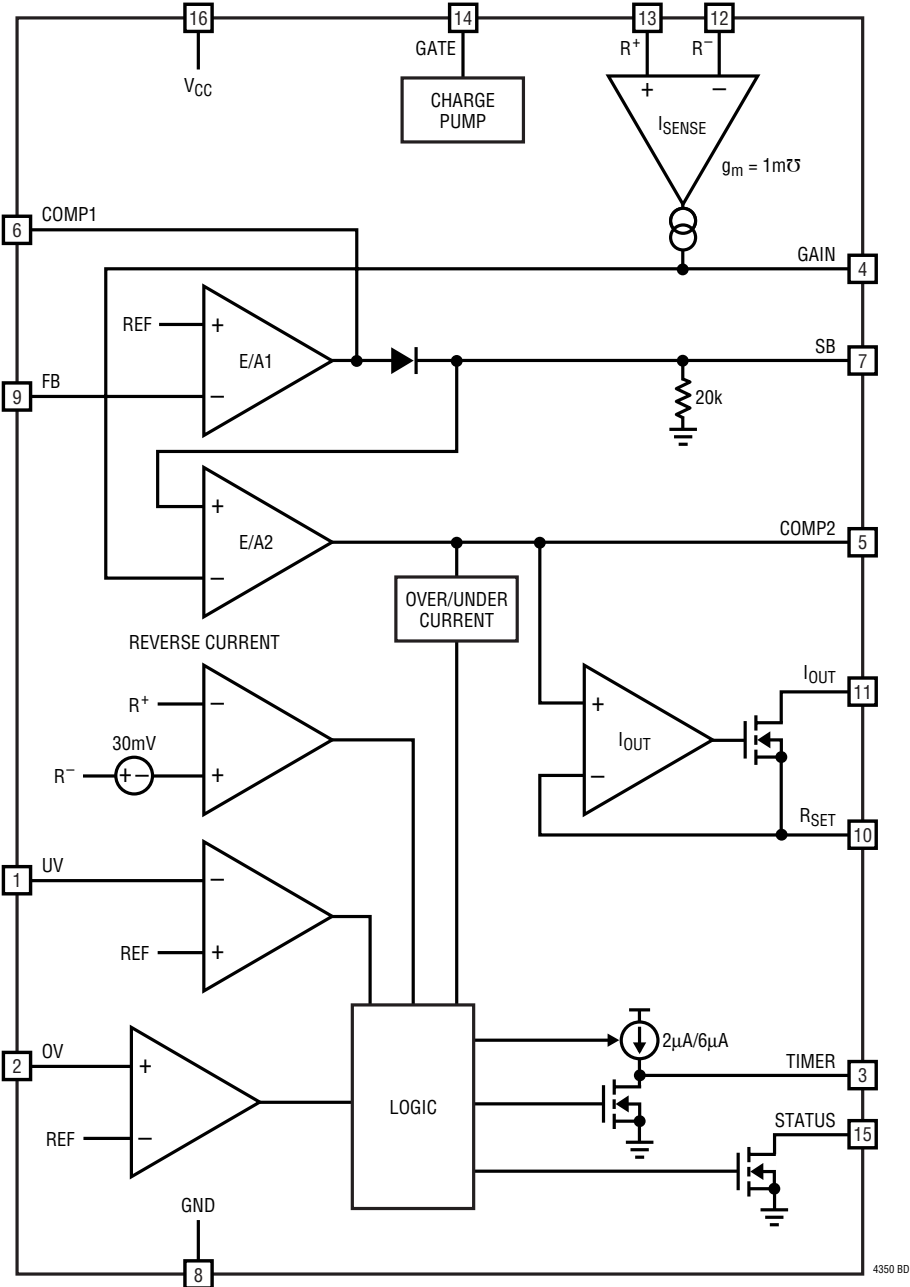 16
14
13
12
GATE
R+
R−
VCC
CHARGE
PUMP
+
−
ISENSE
gm = 1m℧
6
COMP1
GAIN
4
REF
+
E/A1
SB
7
FB
9
−
20k
+
E/A2
COMP2
5
−
OVER/UNDER
CURRENT
REVERSE CURRENT
R+
−
30mV
R−
+−
+
+
IOUT
−
IOUT
11
RSET
10
1
UV
−
REF
+
2
OV
+
REF
−
LOGIC
2µA/6µA
TIMER
3
STATUS
15
GND
8
4350 BD